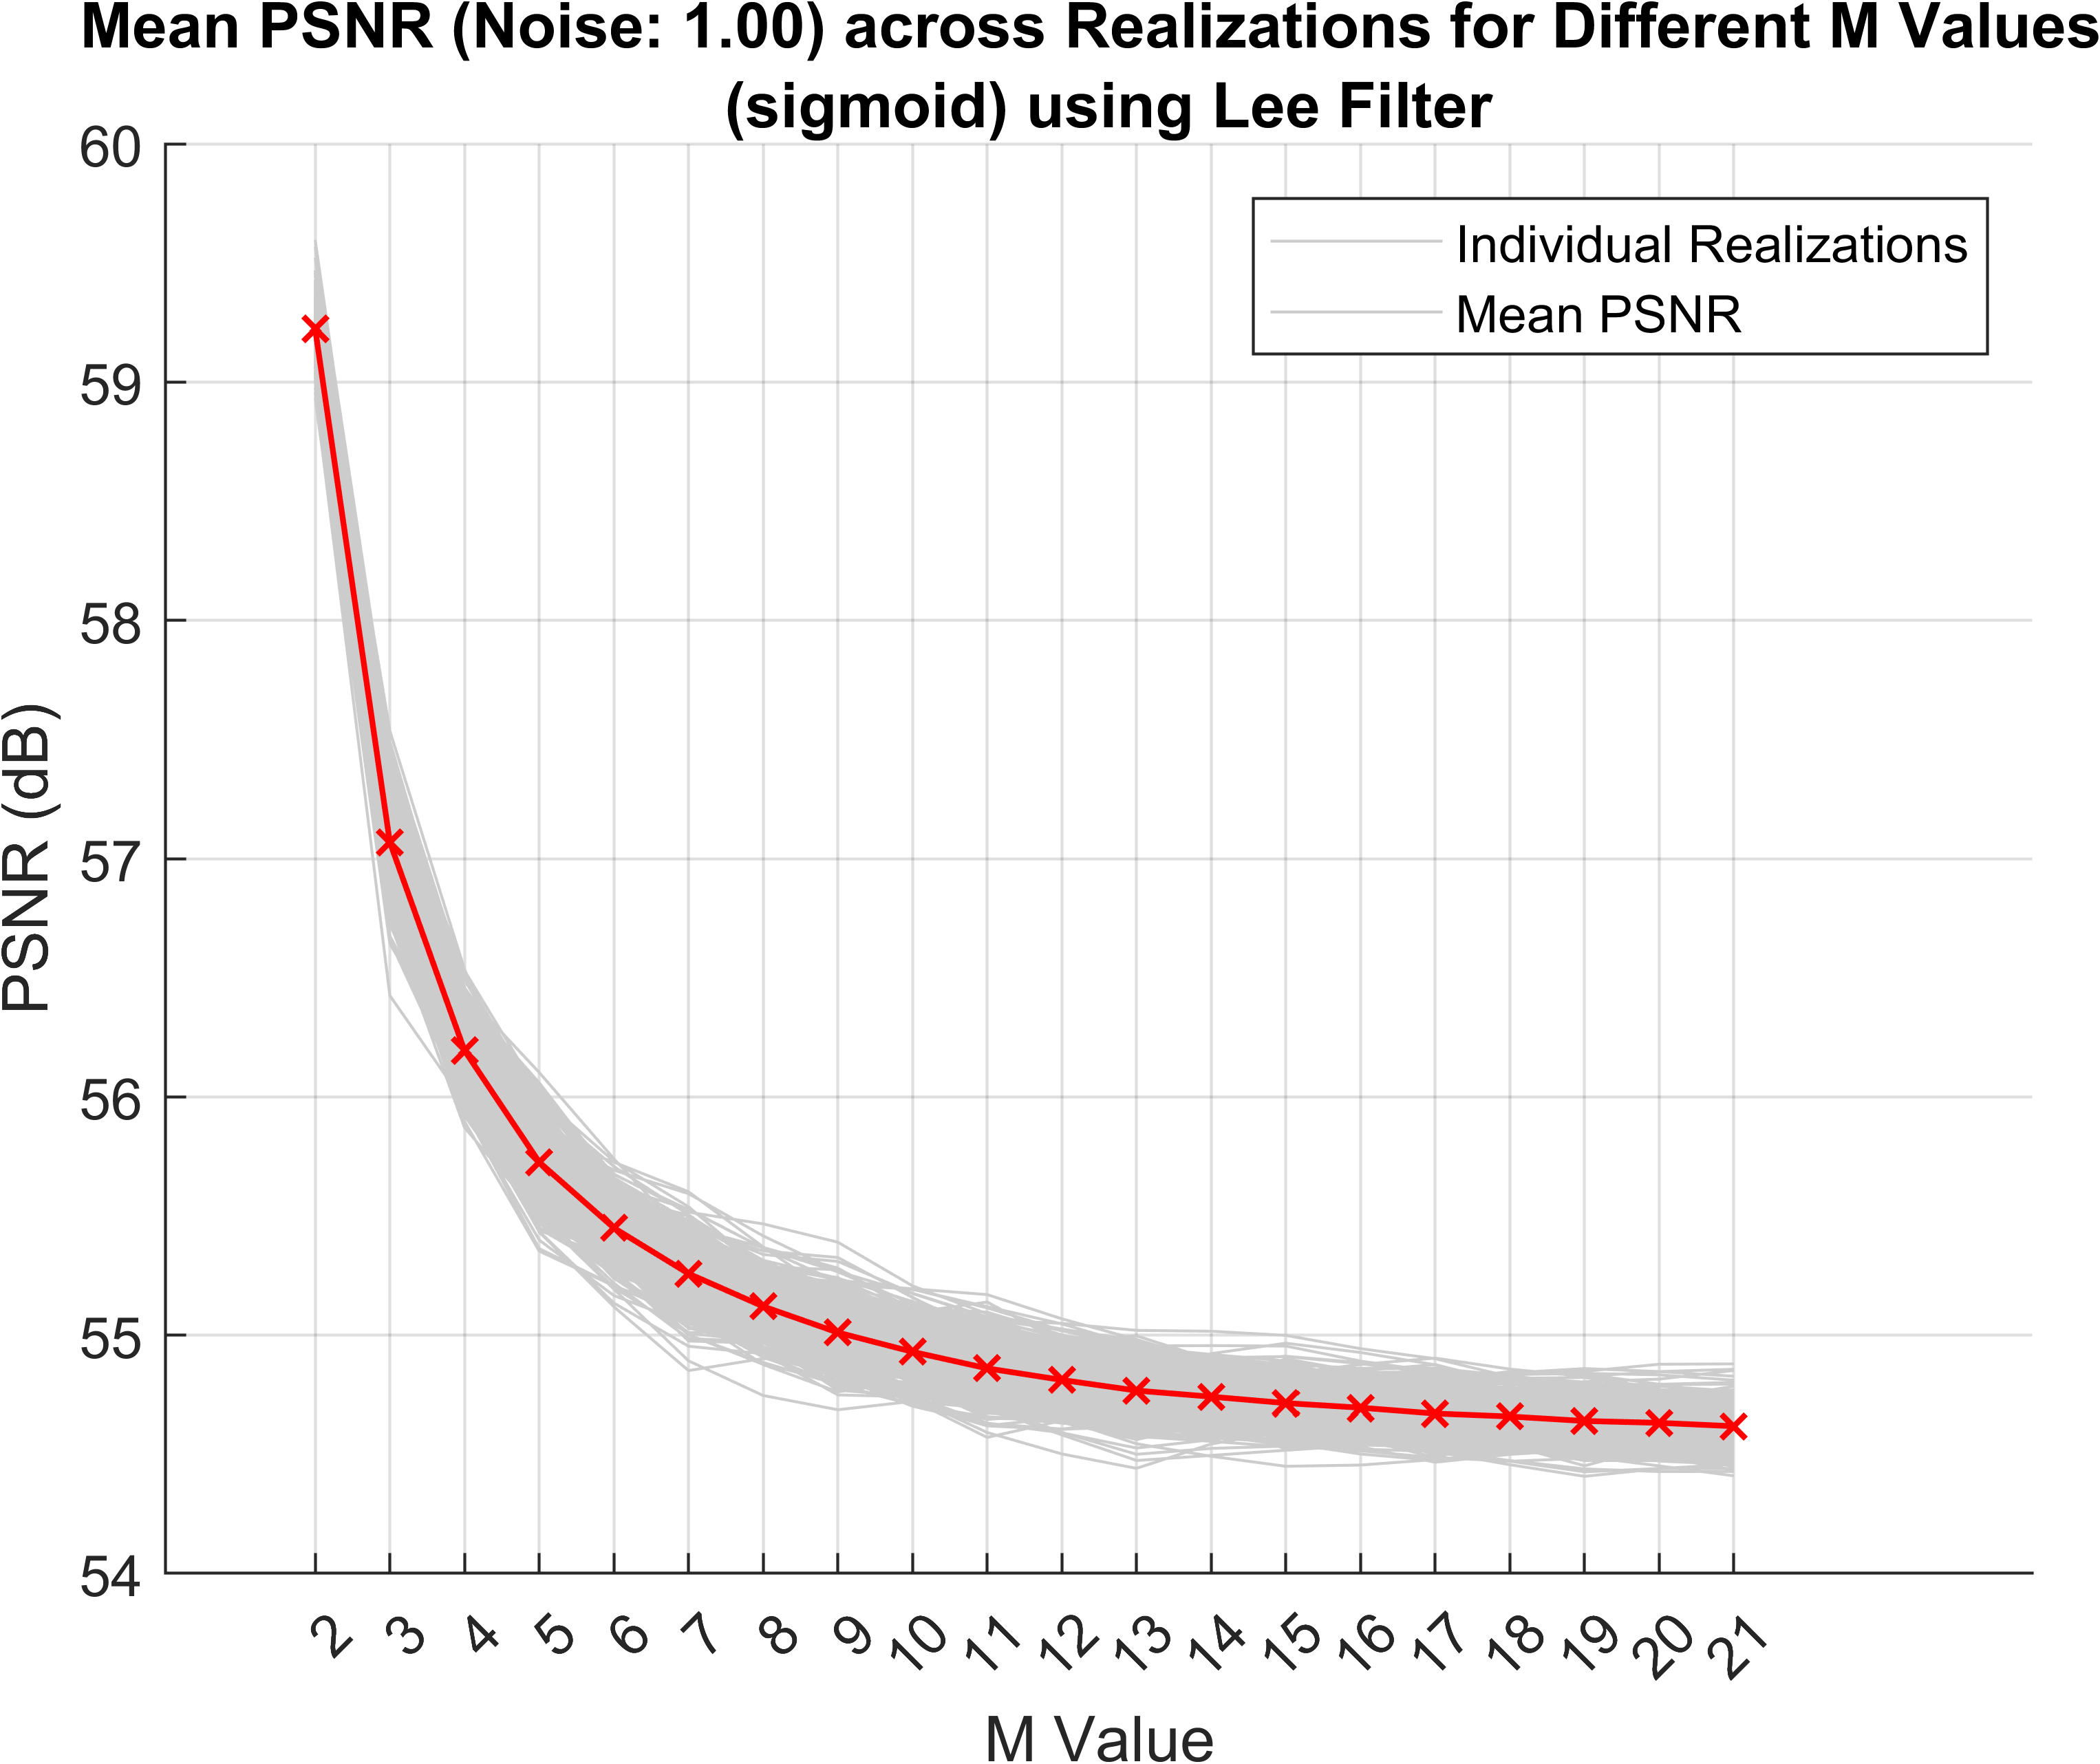 Mean PSNR (Noise: 1.00) across Realizations for Different M Values
(sigmoid) using Lee Filter
60
59
58
57
56
55
54
PSNR (dB)
Individual Realizations
Mean PSNR
2 3 4 5 6 7 8 9 10 11 12 13 14 15 16 17 18 19 20 21
M Value